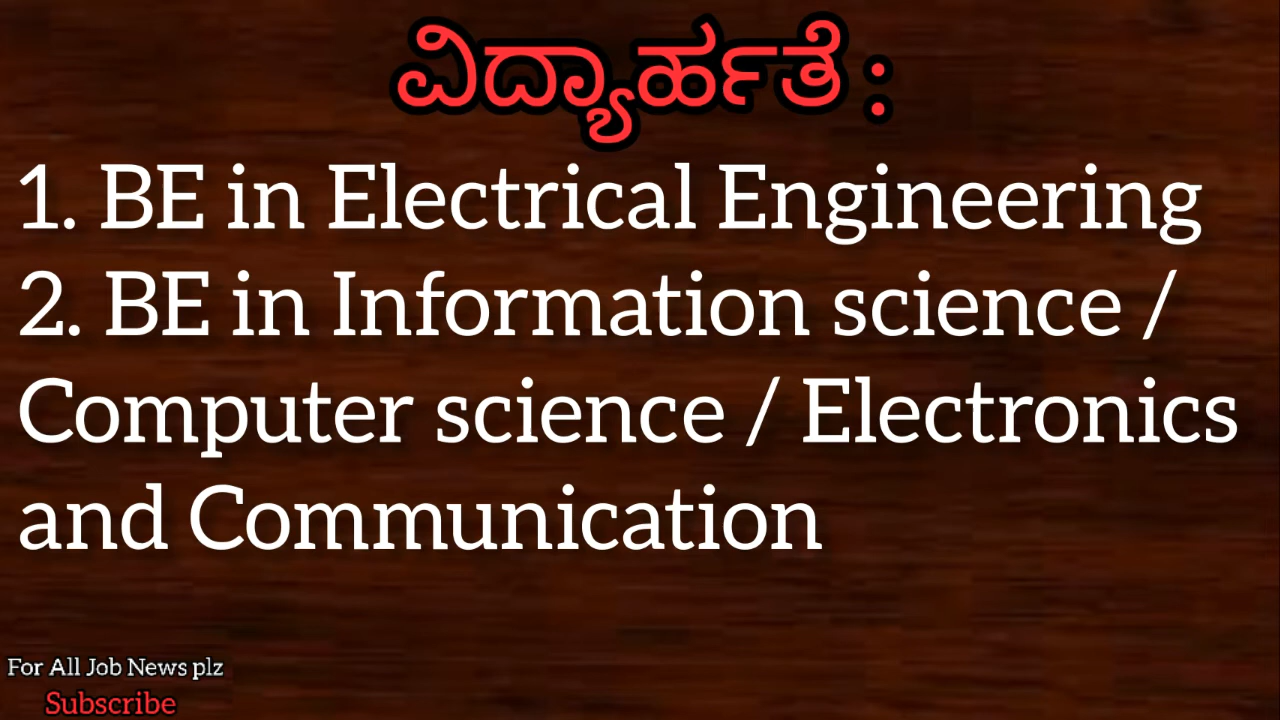 ವಿದ್ಯಾರ್ಹತೆ :
1. BE in Electrical Engineering
2. BE in Information science /
Computer science / Electronics
and Communication
For All Job News plz
Subscribe